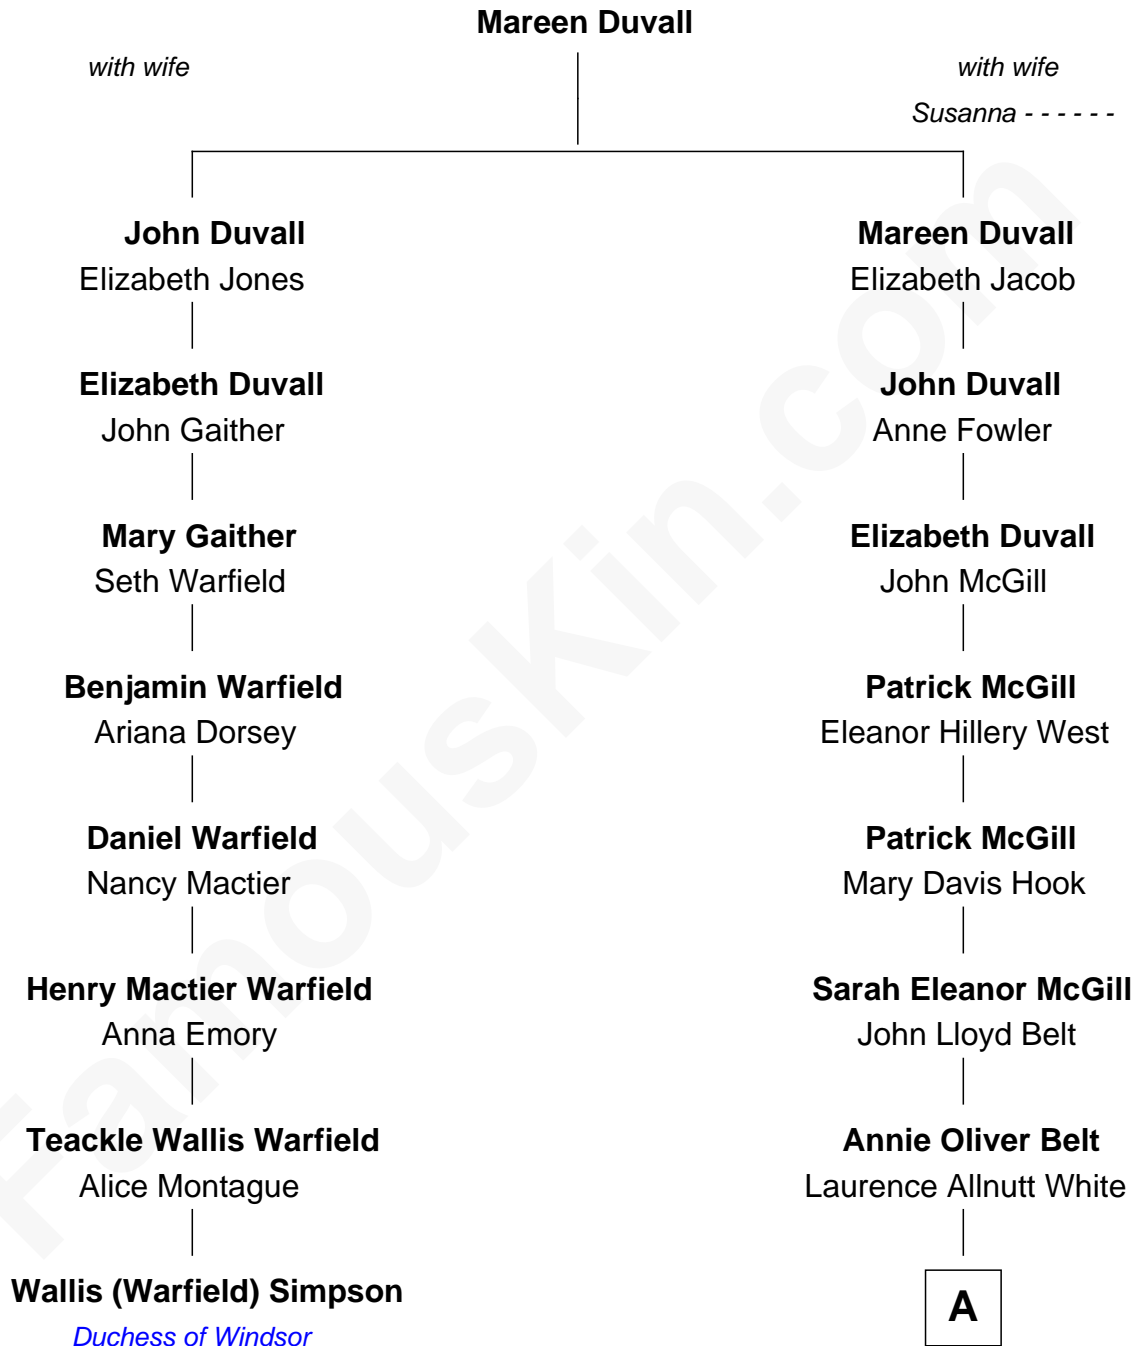 Mareen Duvall
with wife
with wife
Susanna - - - - - -
John Duvall
Elizabeth Jones
Mareen Duvall
Elizabeth Jacob
Elizabeth Duvall
John Gaither
John Duvall
Anne Fowler
Mary Gaither
Seth Warfield
Elizabeth Duvall
John McGill
Benjamin Warfield
Ariana Dorsey
Patrick McGill
Eleanor Hillery West
Daniel Warfield
Nancy Mactier
Patrick McGill
Mary Davis Hook
Henry Mactier Warfield
Anna Emory
Sarah Eleanor McGill
John Lloyd Belt
Teackle Wallis Warfield
Alice Montague
Annie Oliver Belt
Laurence Allnutt White
Wallis (Warfield) Simpson
Duchess of Windsor
A
FamousKin.com